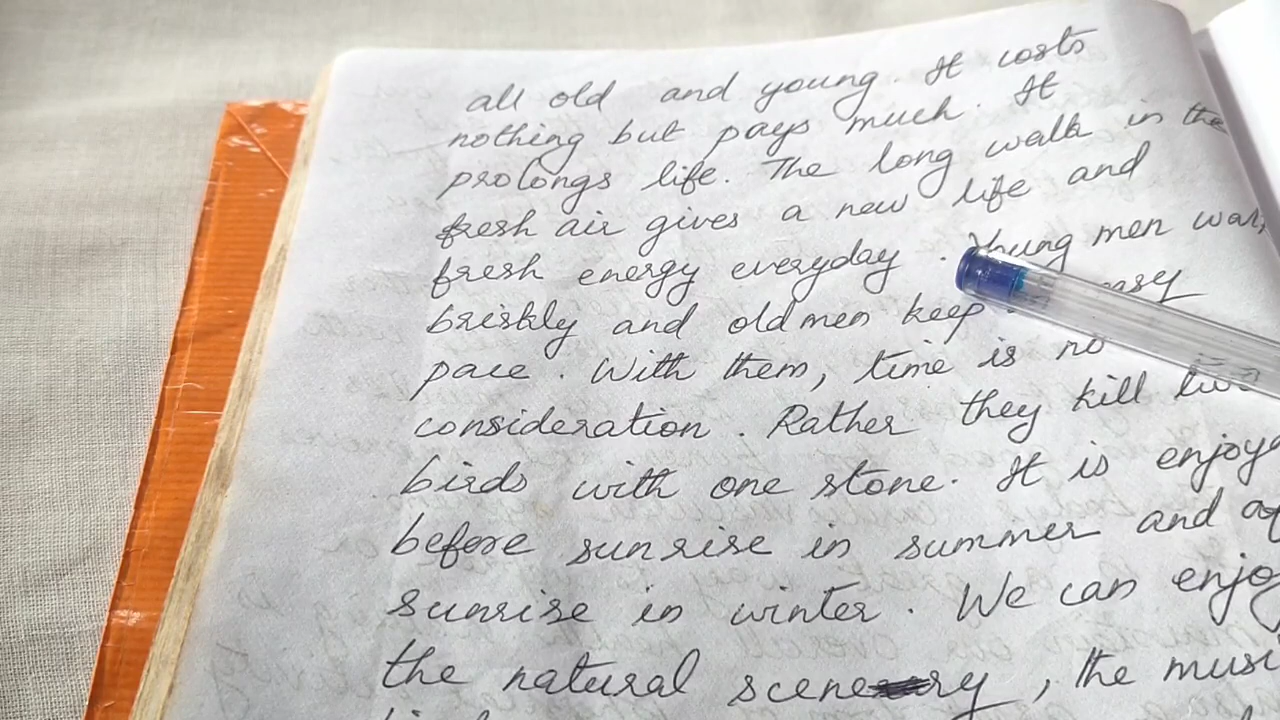 all old and young. It costs
nothing but pays much. It
prolongs life. The long walk in the
fresh air gives a new life and
fresh energy everyday. Young men
briskly and old men keep
pace. With them, time is no
consideration. Rather they kill
birds with one stone. It is
before sunrise in summer and
sunrise in winter. We can
the natural scenery, the